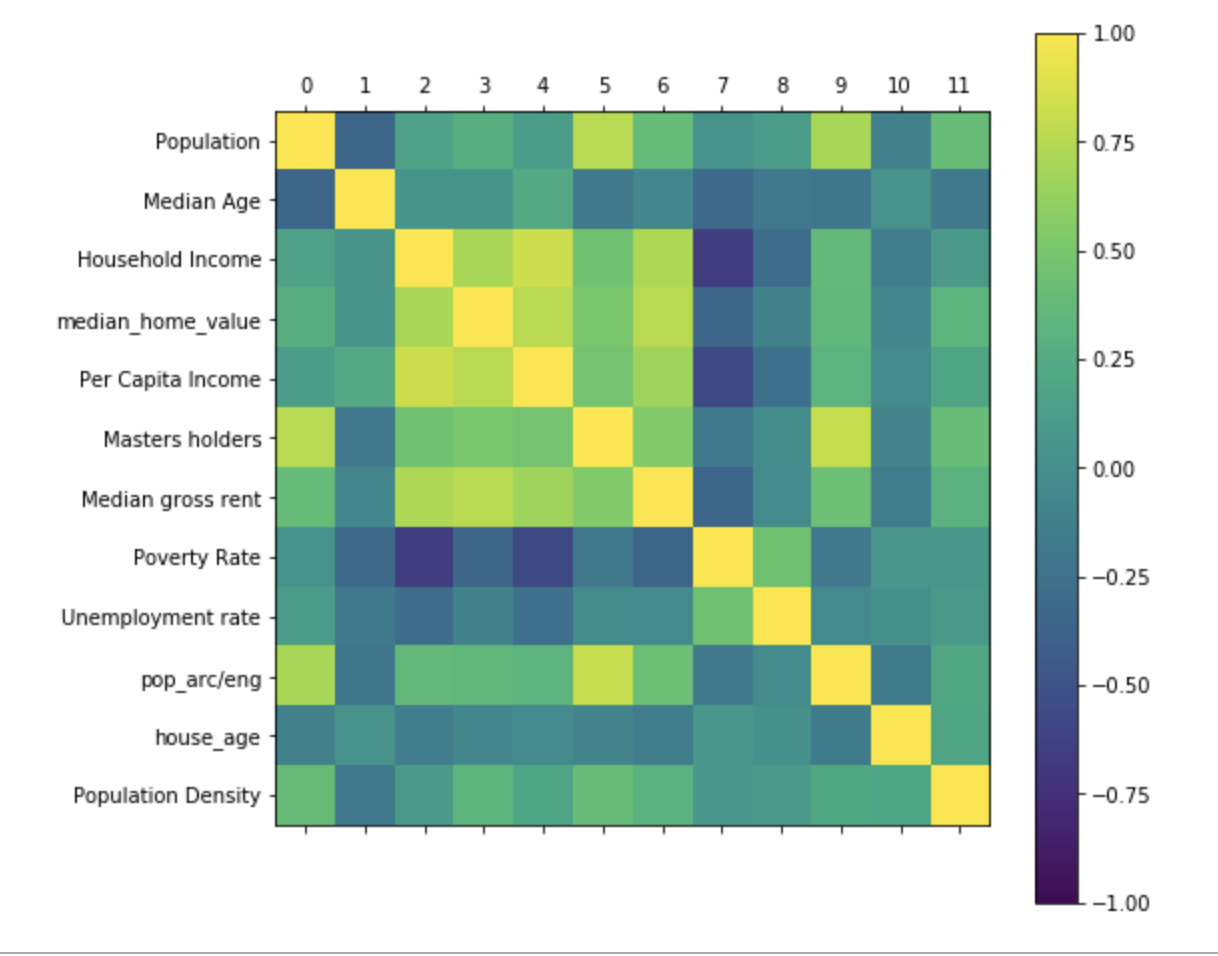 0 1 2 3 4 5 6 7 8 9 10 11
Population
Median Age
Household Income
median_home_value
Per Capita Income
Masters holders
Median gross rent
Poverty Rate
Unemployment rate
pop_arc/eng
house_age
Population Density
1.00
0.75
0.50
0.25
0.00
−0.25
−0.50
−0.75
−1.00